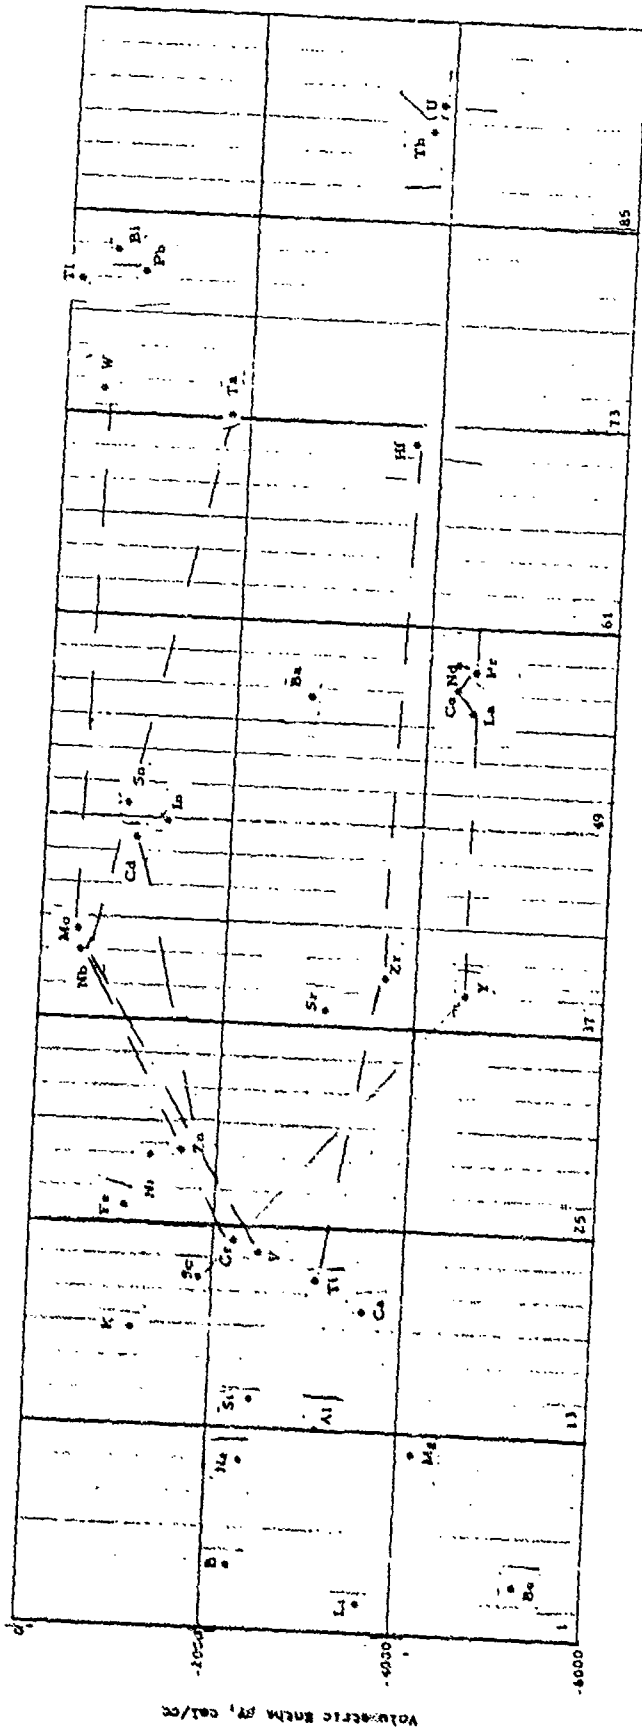 Volumetric Enthalpy, cal/cc
0
-2000
-4000
-6000
1
13
25
37
49
61
73
85
Li
Be
B
Na
Mg
Al
Si
K
Ca
Sc
Ti
V
Cr
Fe
Ni
Zn
Sr
Y
Zr
Nb
Mo
Cd
In
Sn
Ba
La
Ce
Nd
Pr
Hf
Ta
W
Tl
Pb
Bi
Th
U